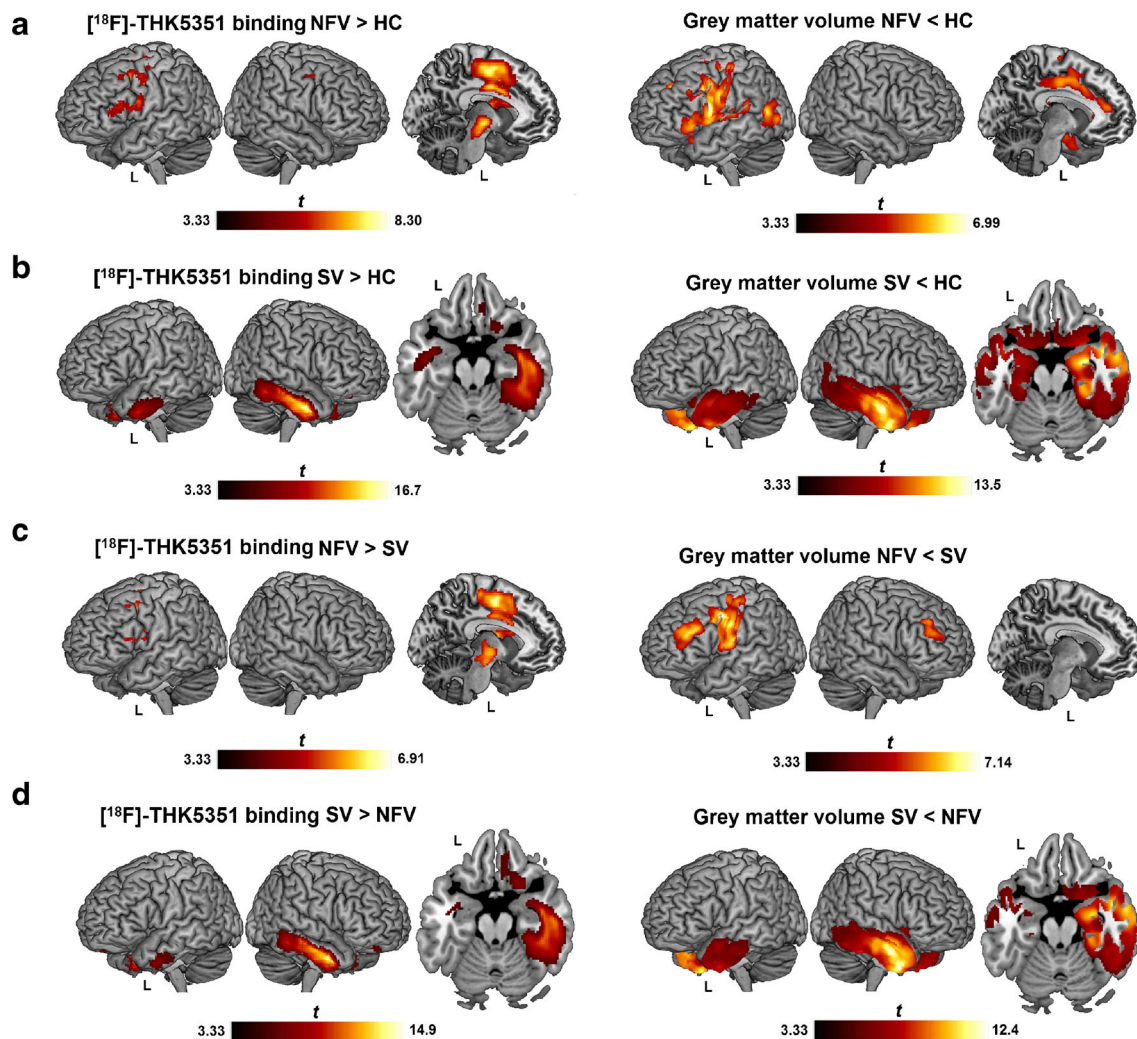 a
[¹⁸F]-THK5351 binding NFV > HC
Grey matter volume NFV < HC
L
L
L
L
t
3.33
8.30
t
3.33
6.99
b
[¹⁸F]-THK5351 binding SV > HC
Grey matter volume SV < HC
L
L
L
L
t
3.33
16.7
t
3.33
13.5
c
[¹⁸F]-THK5351 binding NFV > SV
Grey matter volume NFV < SV
L
L
L
L
t
3.33
6.91
t
3.33
7.14
d
[¹⁸F]-THK5351 binding SV > NFV
Grey matter volume SV < NFV
L
L
L
L
t
3.33
14.9
t
3.33
12.4